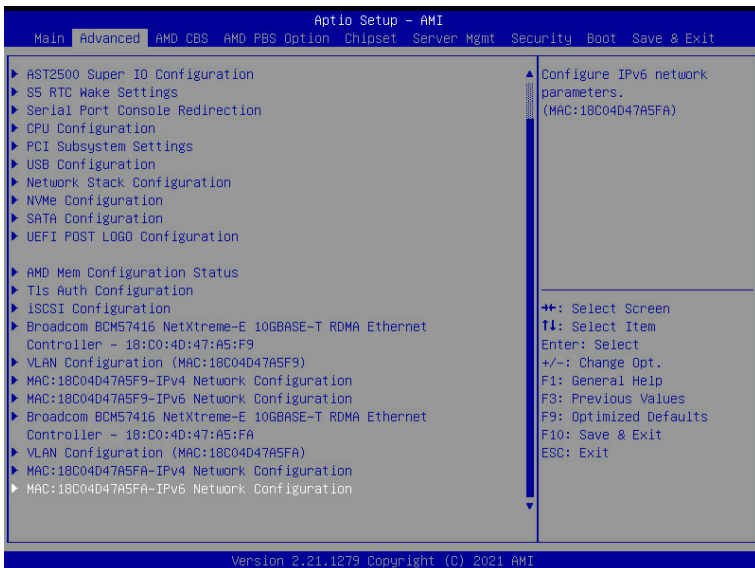 Aptio Setup – AMI
Main Advanced AMD CBS AMD PBS Option Chipset Server Mgmt Security Boot Save & Exit
AST2500 Super IO Configuration
S5 RTC Wake Settings
Serial Port Console Redirection
CPU Configuration
PCI Subsystem Settings
USB Configuration
Network Stack Configuration
NVMe Configuration
SATA Configuration
UEFI POST LOGO Configuration
AMD Mem Configuration Status
Tls Auth Configuration
iSCSI Configuration
Broadcom BCM57416 NetXtreme-E 10GBASE-T RDMA Ethernet
Controller – 18:C0:4D:47:A5:F9
VLAN Configuration (MAC:18C04D47A5F9)
MAC:18C04D47A5F9-IPv4 Network Configuration
MAC:18C04D47A5F9-IPv6 Network Configuration
Broadcom BCM57416 NetXtreme-E 10GBASE-T RDMA Ethernet
Controller – 18:C0:4D:47:A5:FA
VLAN Configuration (MAC:18C04D47A5FA)
MAC:18C04D47A5FA-IPv4 Network Configuration
MAC:18C04D47A5FA-IPv6 Network Configuration
Configure IPv6 network
parameters.
(MAC:18C04D47A5FA)
→←: Select Screen
↑↓: Select Item
Enter: Select
+/-: Change Opt.
F1: General Help
F3: Previous Values
F9: Optimized Defaults
F10: Save & Exit
ESC: Exit
Version 2.21.1279 Copyright (C) 2021 AMI